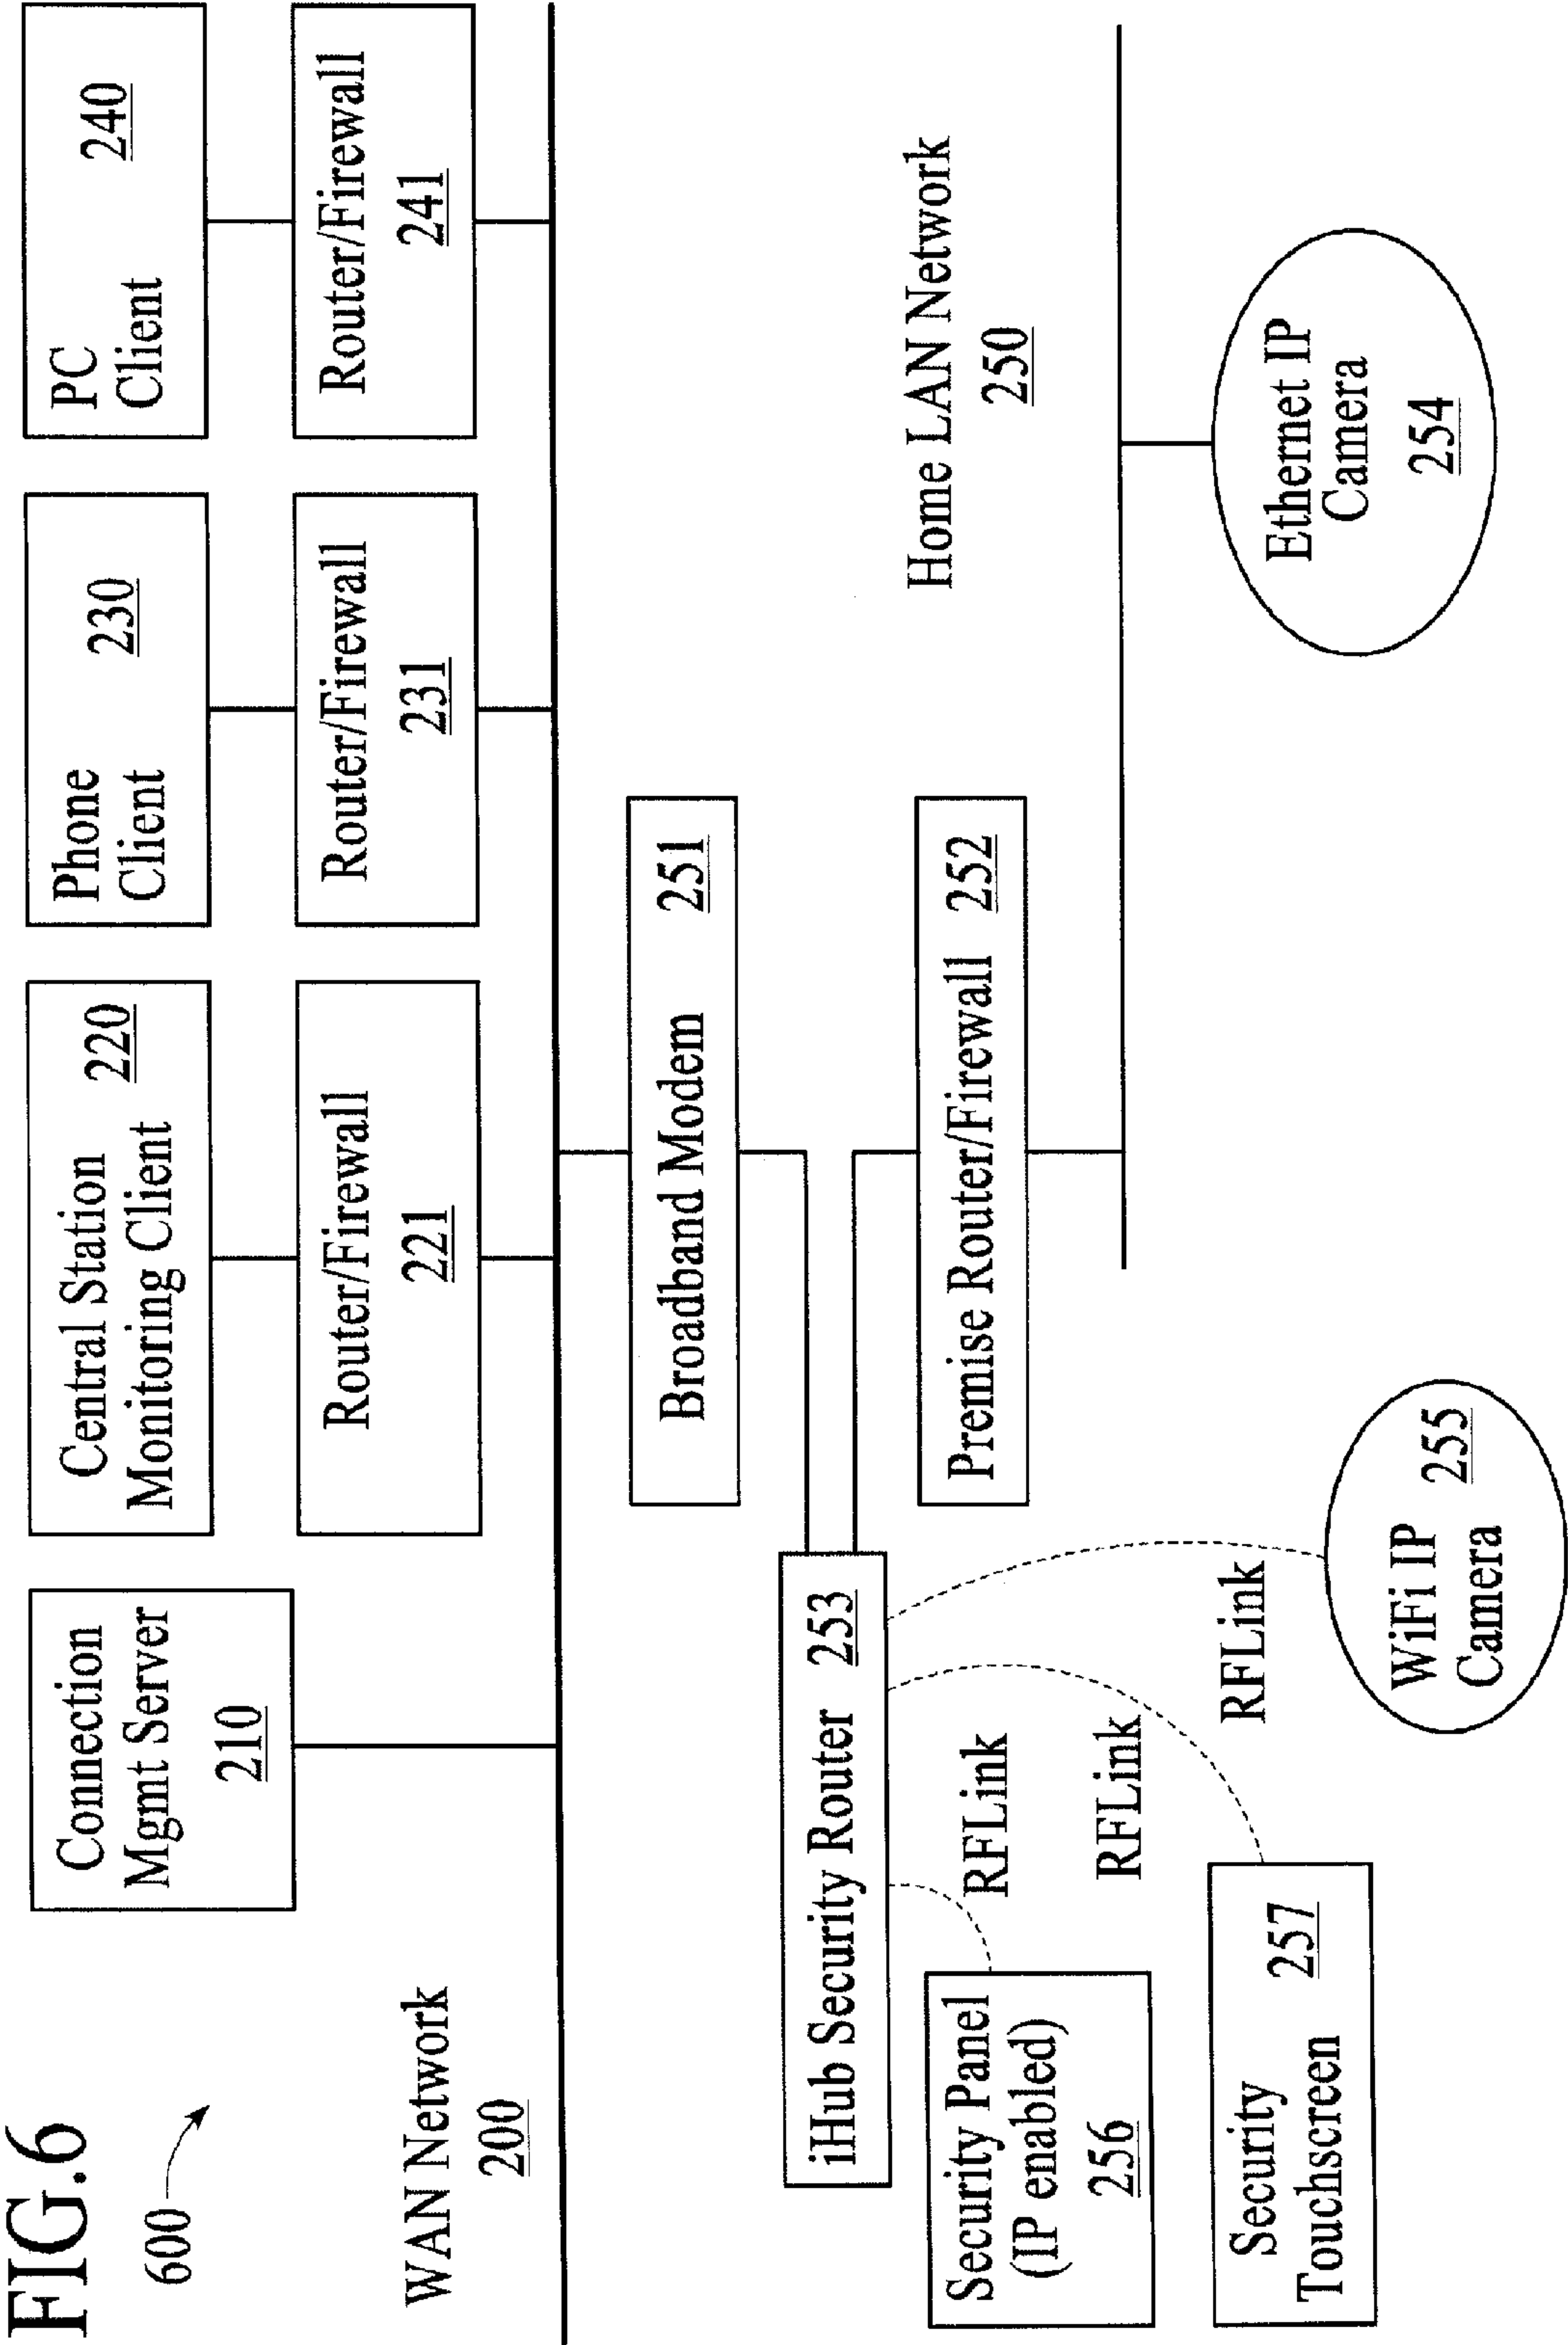 FIG.6
600
WAN Network
200
Connection
Mgmt Server
210
Central Station
Monitoring Client
220
Router/Firewall
221
Phone
Client
230
Router/Firewall
231
PC
Client
240
Router/Firewall
241
Broadband Modem 251
iHub Security Router 253
Premise Router/Firewall 252
Home LAN Network
250
Security Panel
(IP enabled)
256
RFLink
Security
Touchscreen
257
RFLink
RFLink
WiFi IP
Camera
255
Ethernet IP
Camera
254